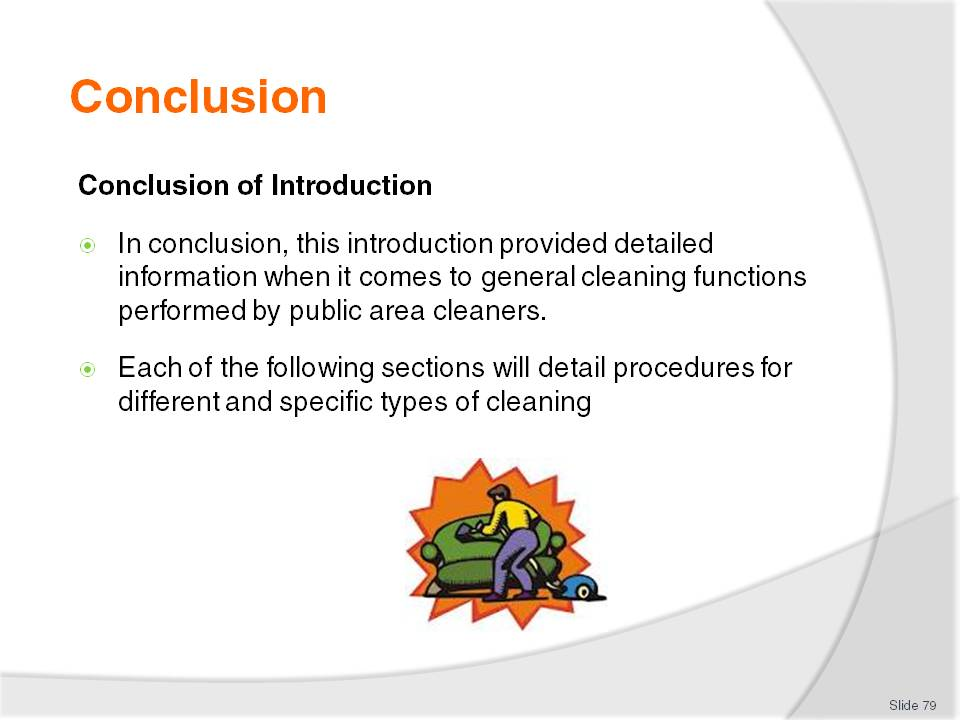 Conclusion
Conclusion of Introduction
In conclusion, this introduction provided detailed
information when it comes to general cleaning functions
performed by public area cleaners.
Each of the following sections will detail procedures for
different and specific types of cleaning
Slide 79